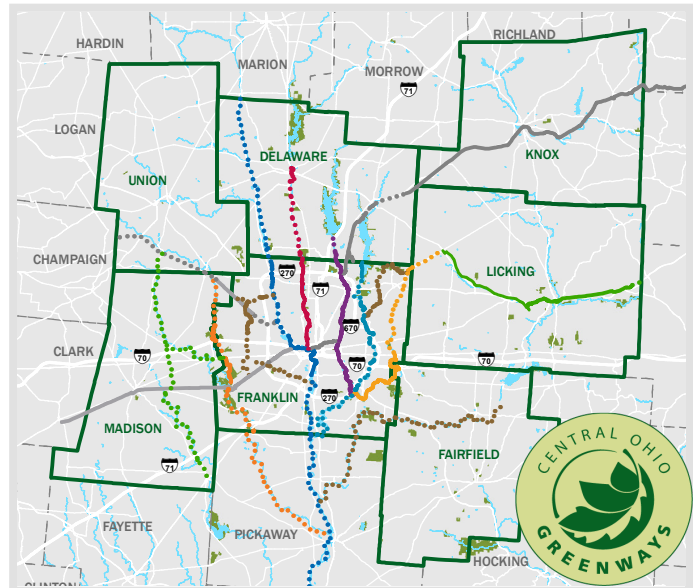 HARDIN
RICHLAND
MARION
MORROW
71
LOGAN
DELAWARE
KNOX
UNION
CHAMPAIGN
270
LICKING
71
670
CLARK
70
70
70
270
FRANKLIN
MADISON
FAIRFIELD
71
CENTRAL OHIO
GREENWAYS
FAYETTE
PICKAWAY
HOCKING
CLINTON